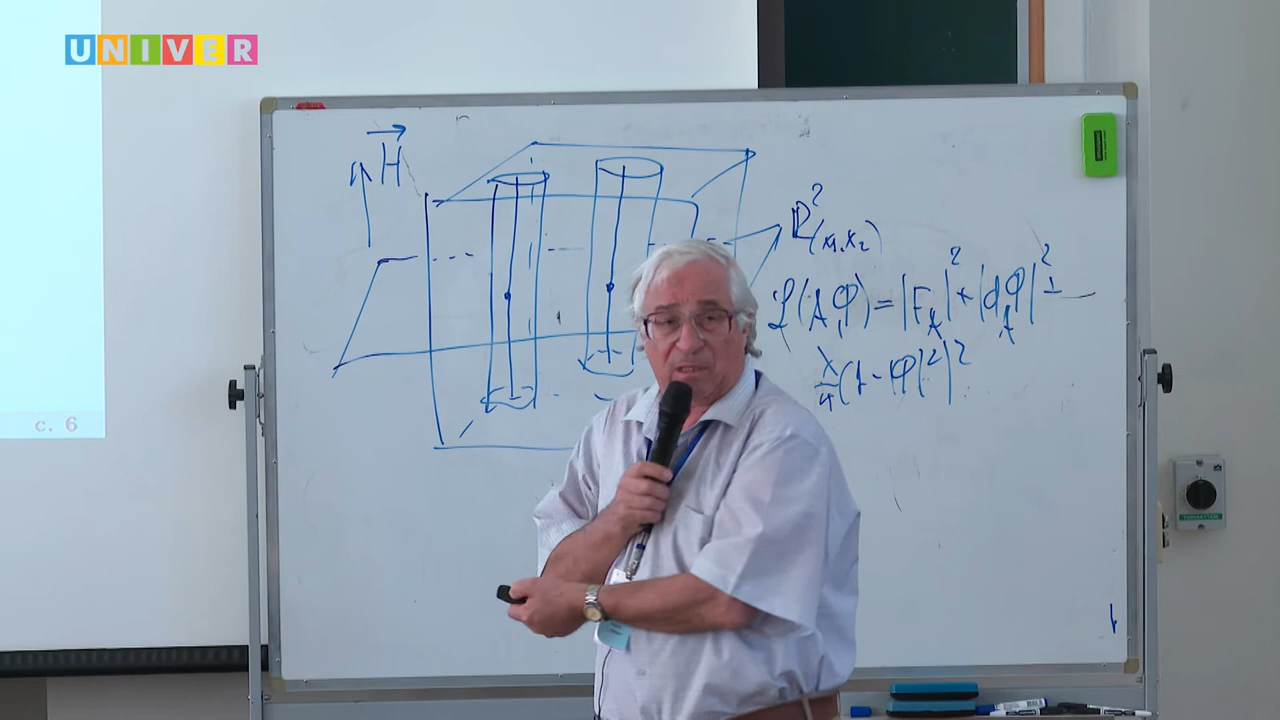 UNIVER
H⃗
ℝ²(x₁,x₂)
ℒ(A,Φ) = |F_A|² + |d_AΦ|² +
λ/4(1 - |Φ|²)²
с. 6